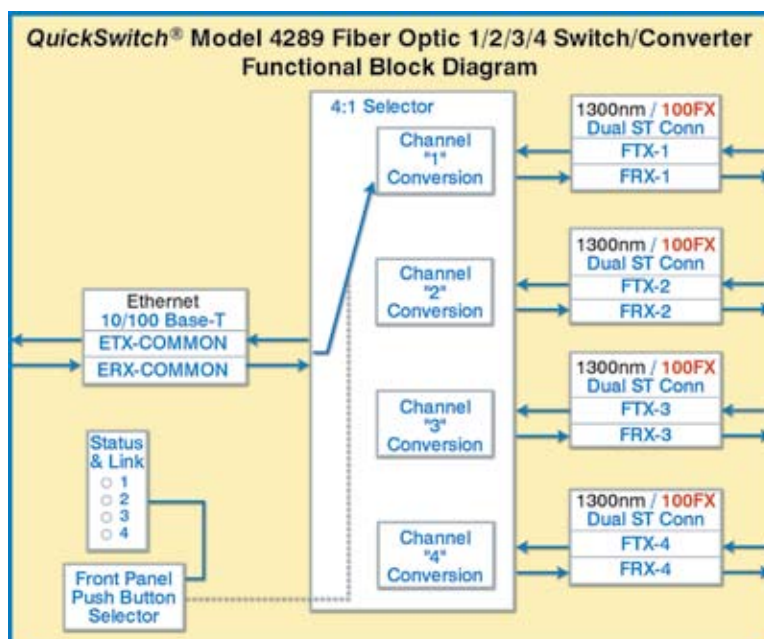 QuickSwitch® Model 4289 Fiber Optic 1/2/3/4 Switch/Converter
Functional Block Diagram
4:1 Selector
Channel
"1"
Conversion
1300nm / 100FX
Dual ST Conn
FTX-1
FRX-1
Channel
"2"
Conversion
1300nm / 100FX
Dual ST Conn
FTX-2
FRX-2
Ethernet
10/100 Base-T
ETX-COMMON
ERX-COMMON
Channel
"3"
Conversion
1300nm / 100FX
Dual ST Conn
FTX-3
FRX-3
Status
& Link
1
2
3
4
Channel
"4"
Conversion
1300nm / 100FX
Dual ST Conn
FTX-4
FRX-4
Front Panel
Push Button
Selector